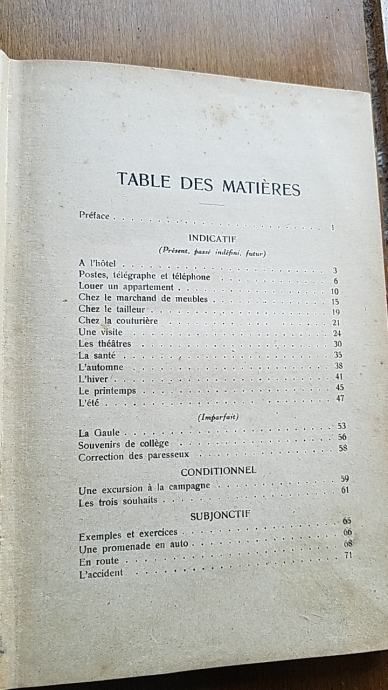 TABLE DES MATIÈRES
Préface . . . . . . . . . . . . . . . . . . . . . . 1
INDICATIF
(Présent, passé indéfini, futur)
A l'hôtel . . . . . . . . . . . . . . . . . . . . . . 3
Postes, télégraphe et téléphone . . . . . . . . . . . . 6
Louer un appartement . . . . . . . . . . . . . . . . 10
Chez le marchand de meubles . . . . . . . . . . . . 15
Chez le tailleur . . . . . . . . . . . . . . . . . . . 19
Chez la couturière . . . . . . . . . . . . . . . . . . 21
Une visite . . . . . . . . . . . . . . . . . . . . . 24
Les théâtres . . . . . . . . . . . . . . . . . . . . 30
La santé . . . . . . . . . . . . . . . . . . . . . . 35
L'automne . . . . . . . . . . . . . . . . . . . . . 38
L'hiver . . . . . . . . . . . . . . . . . . . . . . 41
Le printemps . . . . . . . . . . . . . . . . . . . . 45
L'été . . . . . . . . . . . . . . . . . . . . . . . 47
(Imparfait)
La Gaule . . . . . . . . . . . . . . . . . . . . . 53
Souvenirs de collège . . . . . . . . . . . . . . . . 56
Correction des paresseux . . . . . . . . . . . . . . 58
CONDITIONNEL
Une excursion à la campagne . . . . . . . . . . . . 59
Les trois souhaits . . . . . . . . . . . . . . . . . . 61
SUBJONCTIF
Exemples et exercices . . . . . . . . . . . . . . . . 65
Une promenade en auto . . . . . . . . . . . . . . . 66
En route . . . . . . . . . . . . . . . . . . . . . 68
L'accident . . . . . . . . . . . . . . . . . . . . . 71